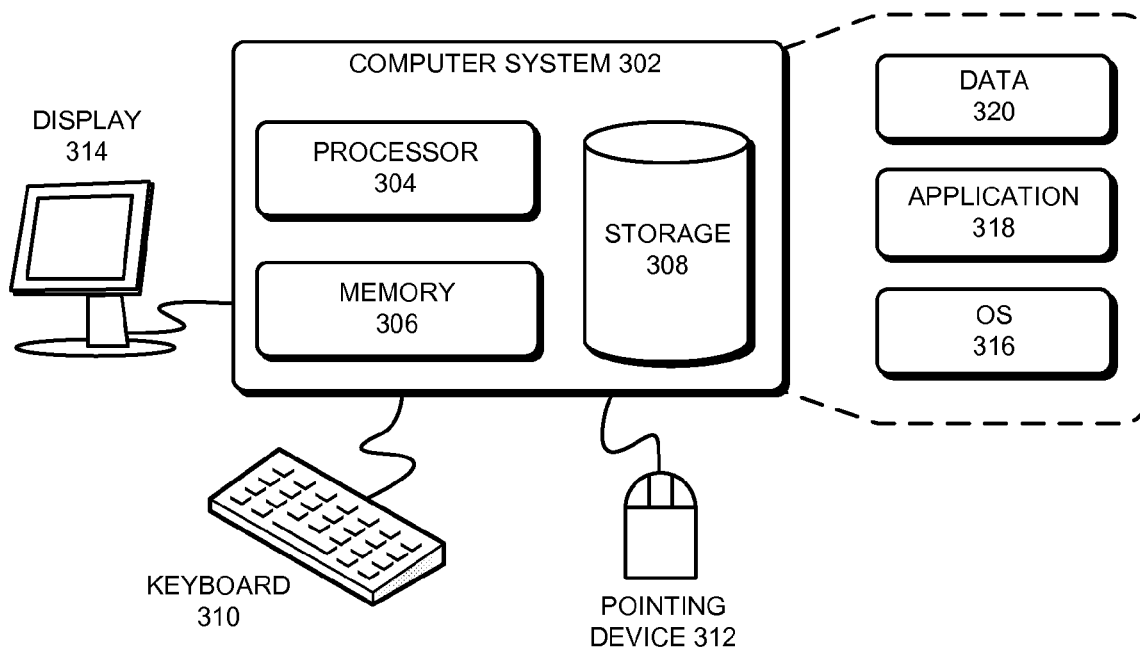 COMPUTER SYSTEM 302
DISPLAY
314
PROCESSOR
304
MEMORY
306
STORAGE
308
DATA
320
APPLICATION
318
OS
316
KEYBOARD
310
POINTING
DEVICE 312